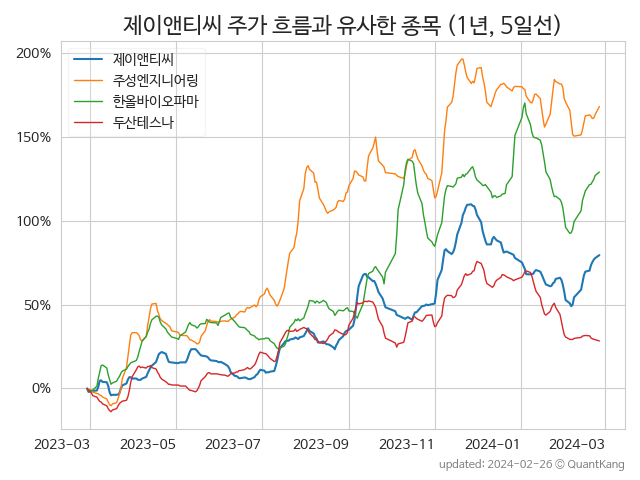 제이앤티씨 주가 흐름과 유사한 종목 (1년, 5일선)
200%
150%
100%
50%
0%
제이앤티씨
주성엔지니어링
한올바이오파마
두산테스나
2023-03 2023-05 2023-07 2023-09 2023-11 2024-01 2024-03
updated: 2024-02-26 © QuantKang